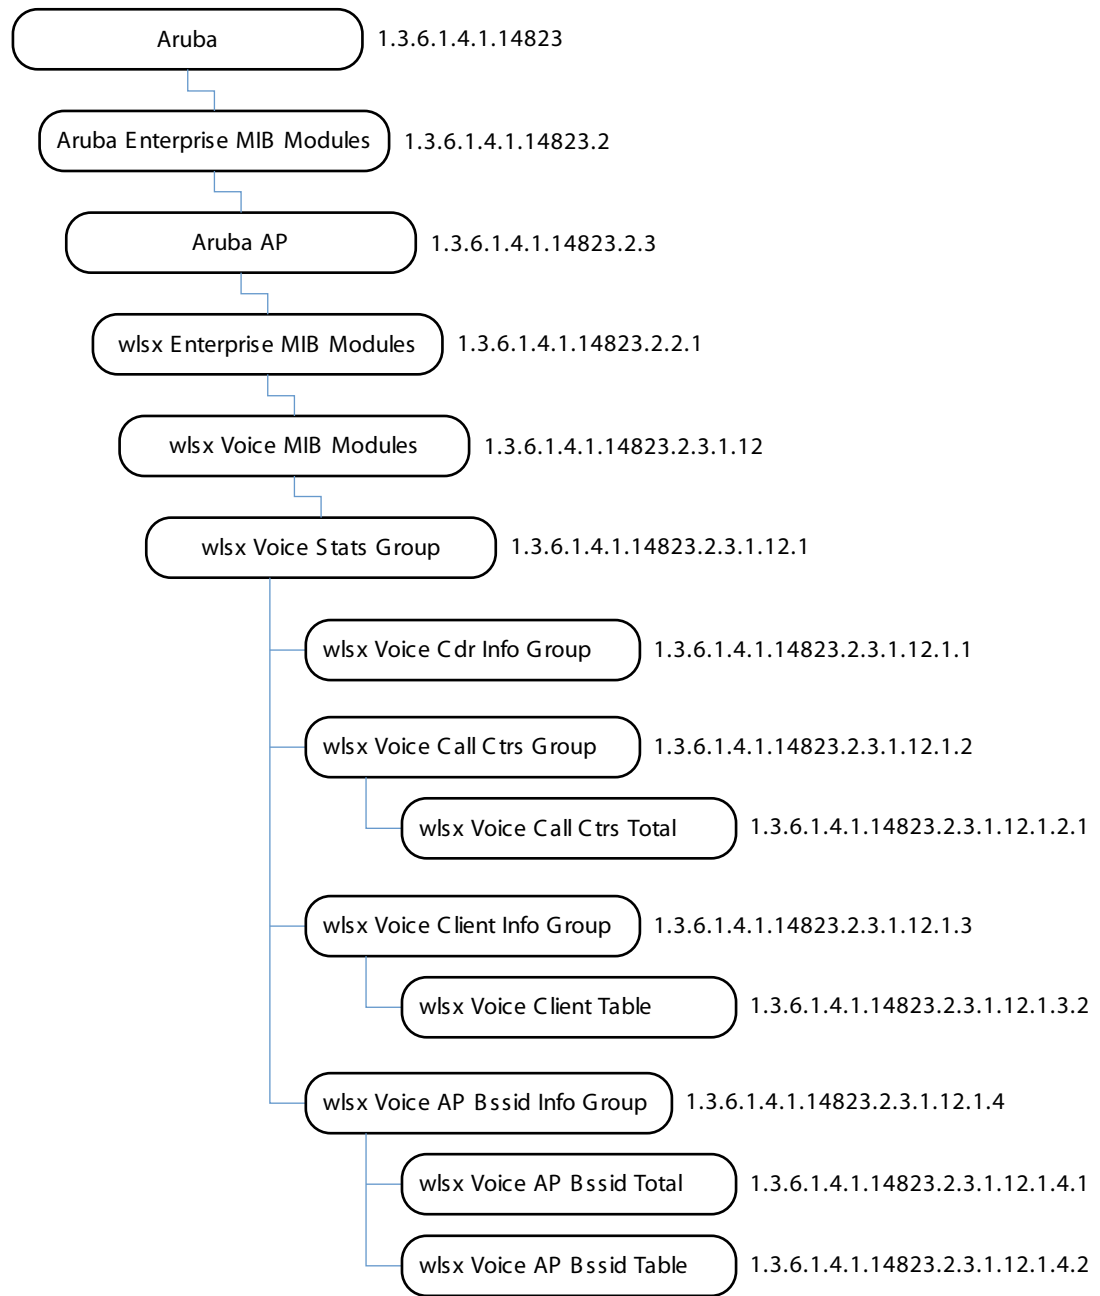 Aruba 1.3.6.1.4.1.14823
Aruba Enterprise MIB Modules 1.3.6.1.4.1.14823.2
Aruba AP 1.3.6.1.4.1.14823.2.3
wlsx Enterprise MIB Modules 1.3.6.1.4.1.14823.2.2.1
wlsx Voice MIB Modules 1.3.6.1.4.1.14823.2.3.1.12
wlsx Voice Stats Group 1.3.6.1.4.1.14823.2.3.1.12.1
wlsx Voice Cdr Info Group 1.3.6.1.4.1.14823.2.3.1.12.1.1
wlsx Voice Call Ctrs Group 1.3.6.1.4.1.14823.2.3.1.12.1.2
wlsx Voice Call Ctrs Total 1.3.6.1.4.1.14823.2.3.1.12.1.2.1
wlsx Voice Client Info Group 1.3.6.1.4.1.14823.2.3.1.12.1.3
wlsx Voice Client Table 1.3.6.1.4.1.14823.2.3.1.12.1.3.2
wlsx Voice AP Bssid Info Group 1.3.6.1.4.1.14823.2.3.1.12.1.4
wlsx Voice AP Bssid Total 1.3.6.1.4.1.14823.2.3.1.12.1.4.1
wlsx Voice AP Bssid Table 1.3.6.1.4.1.14823.2.3.1.12.1.4.2